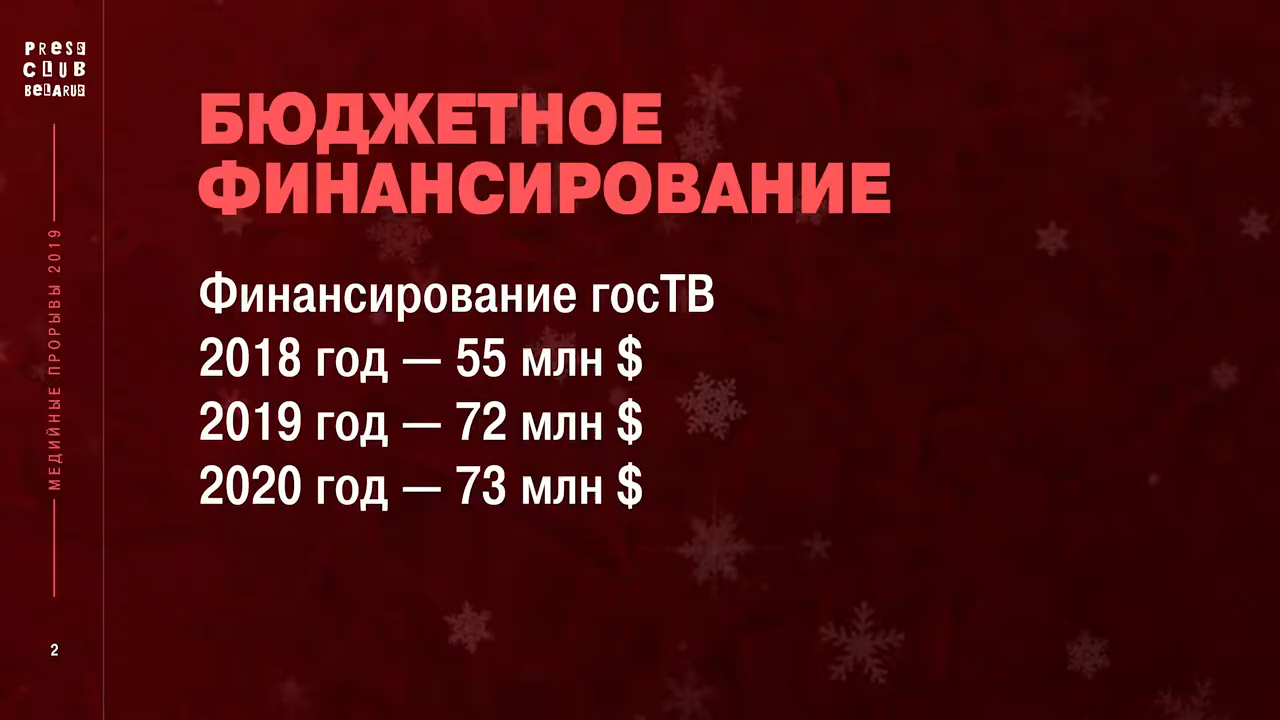 PRESS
CLUB
BELARUS
МЕДИЙНЫЕ ПРОРЫВЫ 2019
2
БЮДЖЕТНОЕ
ФИНАНСИРОВАНИЕ
Финансирование госТВ
2018 год — 55 млн $
2019 год — 72 млн $
2020 год — 73 млн $